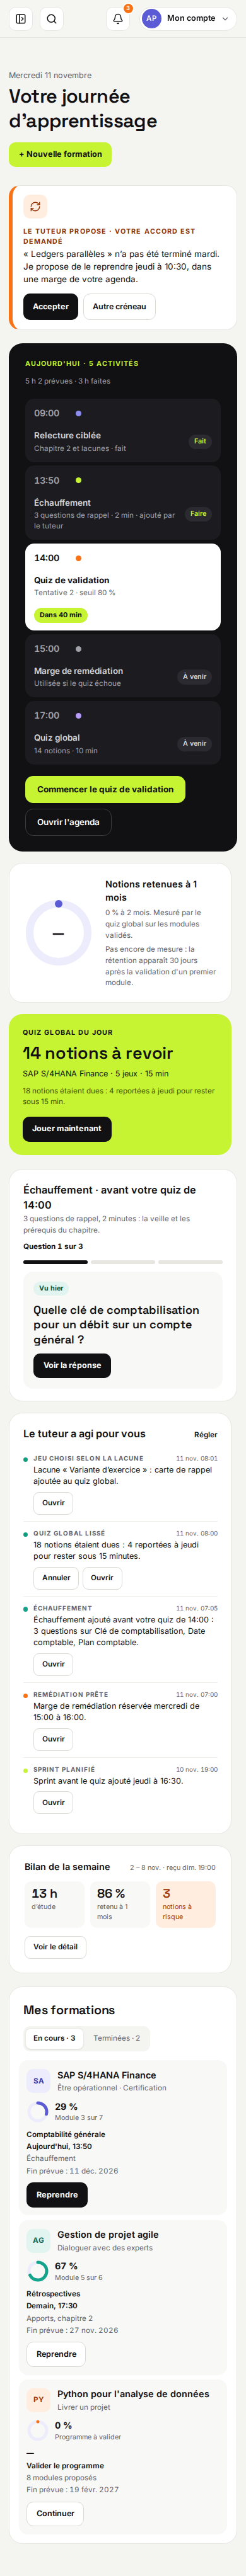 3
AP Mon compte
Mercredi 11 novembre
Votre journée
d'apprentissage
+ Nouvelle formation
LE TUTEUR PROPOSE · VOTRE ACCORD EST
DEMANDÉ
« Ledgers parallèles » n'a pas été terminé mardi.
Je propose de le reprendre jeudi à 10:30, dans
une marge de votre agenda.
Accepter
Autre créneau
AUJOURD'HUI · 5 ACTIVITÉS
5 h 2 prévues · 3 h faites
09:00
Relecture ciblée
Chapitre 2 et lacunes · fait
Fait
13:50
Échauffement
3 questions de rappel · 2 min · ajouté par
le tuteur
Faire
14:00
Quiz de validation
Tentative 2 · seuil 80 %
Dans 40 min
15:00
Marge de remédiation
Utilisée si le quiz échoue
À venir
17:00
Quiz global
14 notions · 10 min
À venir
Commencer le quiz de validation
Ouvrir l'agenda
—
Notions retenues à 1
mois
0 % à 2 mois. Mesuré par le
quiz global sur les modules
validés.
Pas encore de mesure : la
rétention apparaît 30 jours
après la validation d'un premier
module.
QUIZ GLOBAL DU JOUR
14 notions à revoir
SAP S/4HANA Finance · 5 jeux · 15 min
18 notions étaient dues : 4 reportées à jeudi pour rester
sous 15 min.
Jouer maintenant
Échauffement · avant votre quiz de
14:00
3 questions de rappel, 2 minutes : la veille et les
prérequis du chapitre.
Question 1 sur 3
Vu hier
Quelle clé de comptabilisation
pour un débit sur un compte
général ?
Voir la réponse
Le tuteur a agi pour vous
Régler
JEU CHOISI SELON LA LACUNE
11 nov. 08:01
Lacune « Variante d'exercice » : carte de rappel
ajoutée au quiz global.
Ouvrir
QUIZ GLOBAL LISSÉ
11 nov. 08:00
18 notions étaient dues : 4 reportées à jeudi
pour rester sous 15 minutes.
Annuler
Ouvrir
ÉCHAUFFEMENT
11 nov. 07:05
Échauffement ajouté avant votre quiz de 14:00 :
3 questions sur Clé de comptabilisation, Date
comptable, Plan comptable.
Ouvrir
REMÉDIATION PRÊTE
11 nov. 07:00
Marge de remédiation réservée mercredi de
15:00 à 16:00.
Ouvrir
SPRINT PLANIFIÉ
10 nov. 19:00
Sprint avant le quiz ajouté jeudi à 16:30.
Ouvrir
Bilan de la semaine
2 – 8 nov. · reçu dim. 19:00
13 h
d'étude
86 %
retenu à 1
mois
3
notions à
risque
Voir le détail
Mes formations
En cours · 3
Terminées · 2
SA
SAP S/4HANA Finance
Être opérationnel · Certification
29 %
Module 3 sur 7
Comptabilité générale
Aujourd'hui, 13:50
Échauffement
Fin prévue : 11 déc. 2026
Reprendre
AG
Gestion de projet agile
Dialoguer avec des experts
67 %
Module 5 sur 6
Rétrospectives
Demain, 17:30
Apports, chapitre 2
Fin prévue : 27 nov. 2026
Reprendre
PY
Python pour l'analyse de données
Livrer un projet
0 %
Programme à valider
—
Valider le programme
8 modules proposés
Fin prévue : 19 févr. 2027
Continuer